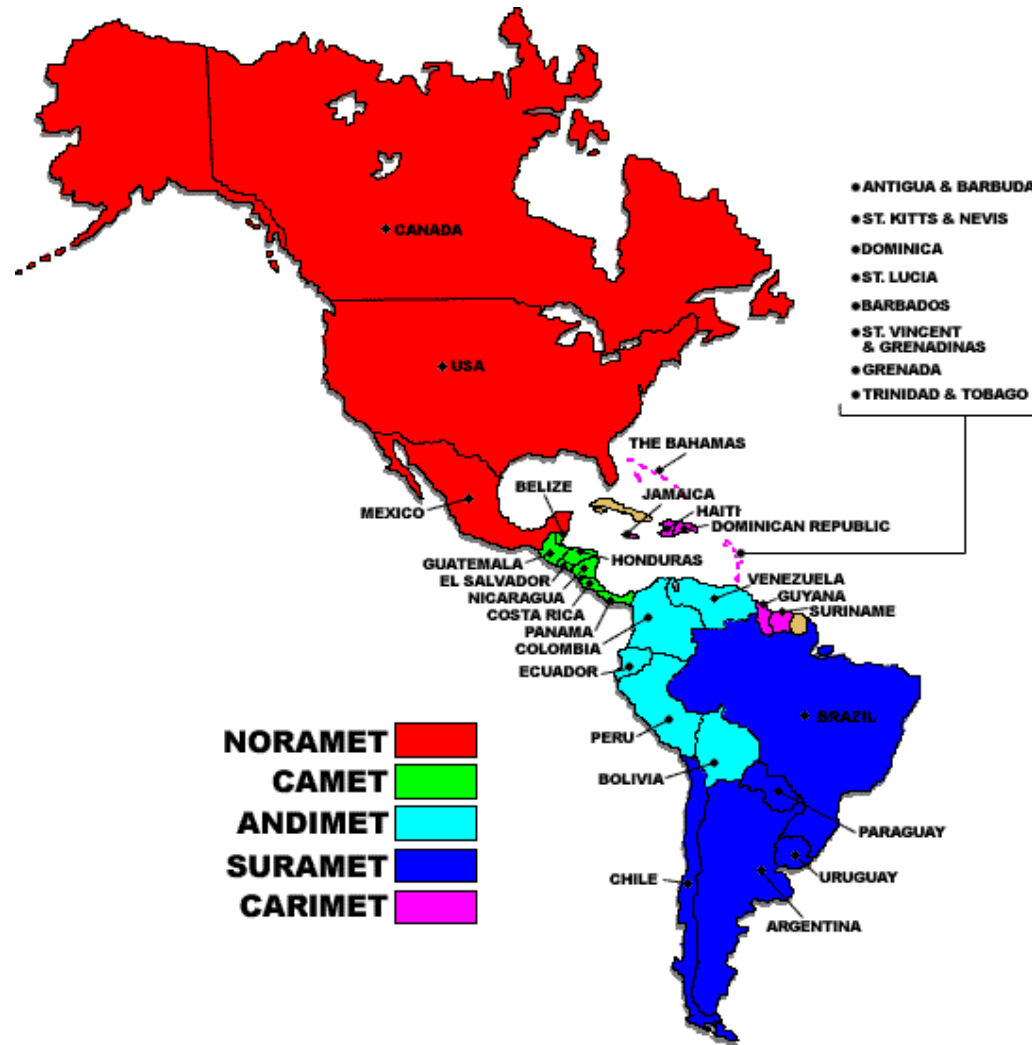 ANTIGUA & BARBUDA
ST. KITTS & NEVIS
CANADA
DOMINICA
ST. LUCIA
BARBADOS
ST. VINCENT
& GRENADINAS
USA
GRENADA
TRINIDAD & TOBAGO
THE BAHAMAS
BELIZE
JAMAICA
MEXICO
HAITI
DOMINICAN REPUBLIC
GUATEMALA
HONDURAS
EL SALVADOR
VENEZUELA
NICARAGUA
GUYANA
COSTA RICA
SURINAME
PANAMA
COLOMBIA
ECUADOR
BRAZIL
PERU
NORAMET
BOLIVIA
CAMET
ANDIMET
PARAGUAY
SURAMET
CHILE
URUGUAY
CARIMET
ARGENTINA